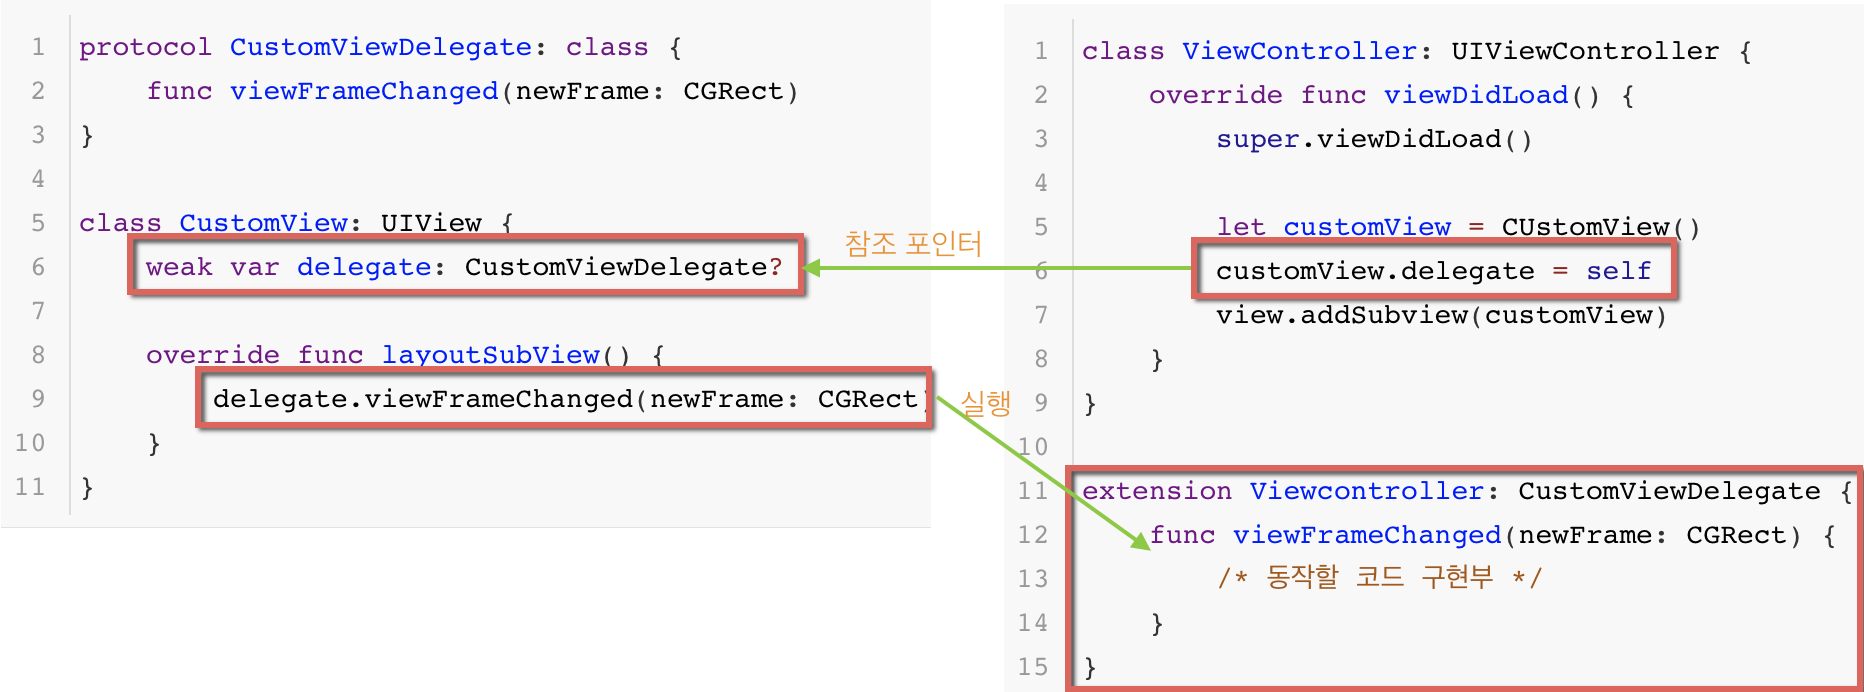 1 protocol CustomViewDelegate: class {
2 func viewFrameChanged(newFrame: CGRect)
3 }
4
5 class CustomView: UIView {
6 weak var delegate: CustomViewDelegate?
7
8 override func layoutSubView() {
9 delegate.viewFrameChanged(newFrame: CGRect)
10 }
11 }
참조 포인터
실행
1 class ViewController: UIViewController {
2 override func viewDidLoad() {
3 super.viewDidLoad()
4
5 let customView = CUstomView()
6 customView.delegate = self
7 view.addSubview(customView)
8 }
9 }
10
11 extension Viewcontroller: CustomViewDelegate {
12 func viewFrameChanged(newFrame: CGRect) {
13 /* 동작할 코드 구현부 */
14 }
15 }